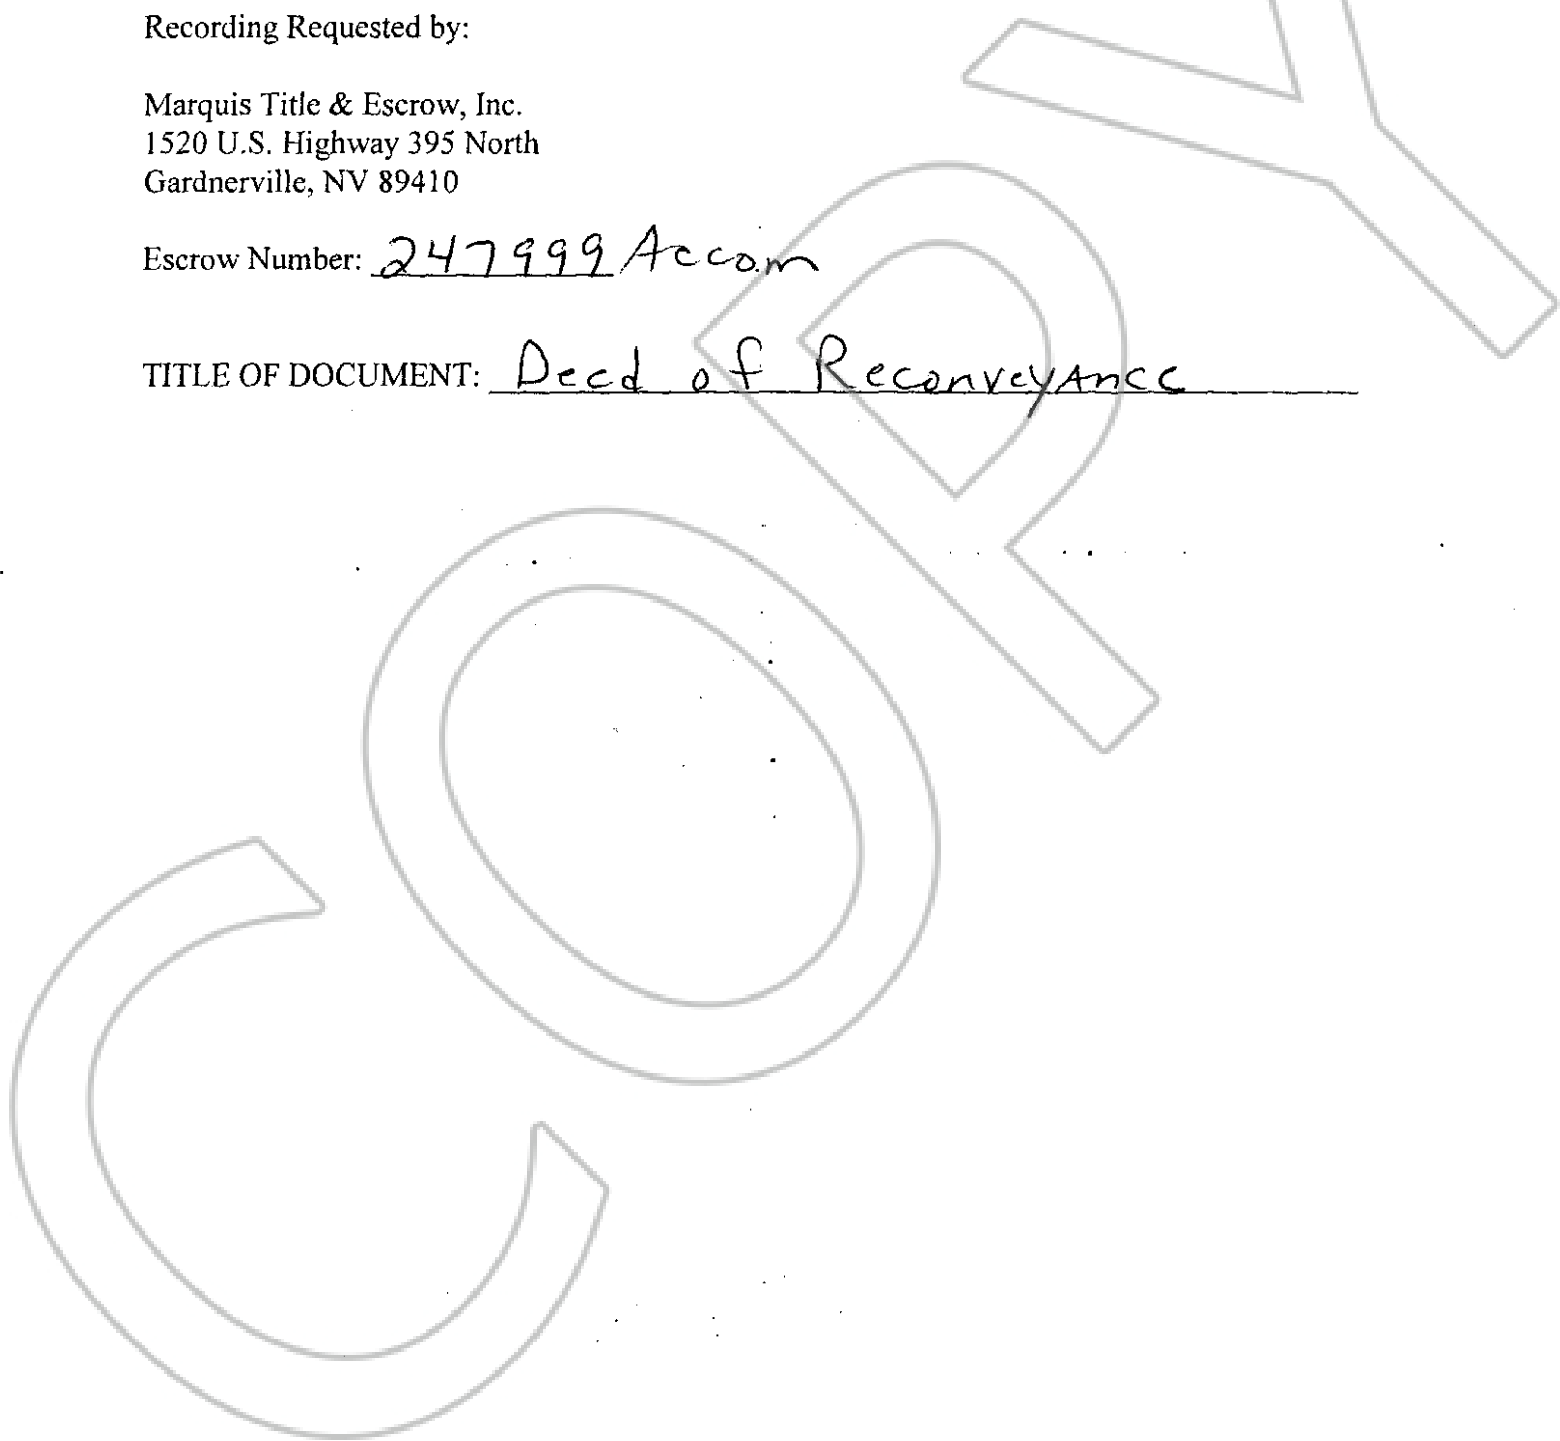 Recording Requested by:
Marquis Title & Escrow, Inc.
1520 U.S. Highway 395 North
Gardnerville, NV 89410
Escrow Number: 247999 Accom
TITLE OF DOCUMENT: Deed of Reconveyance
COPY